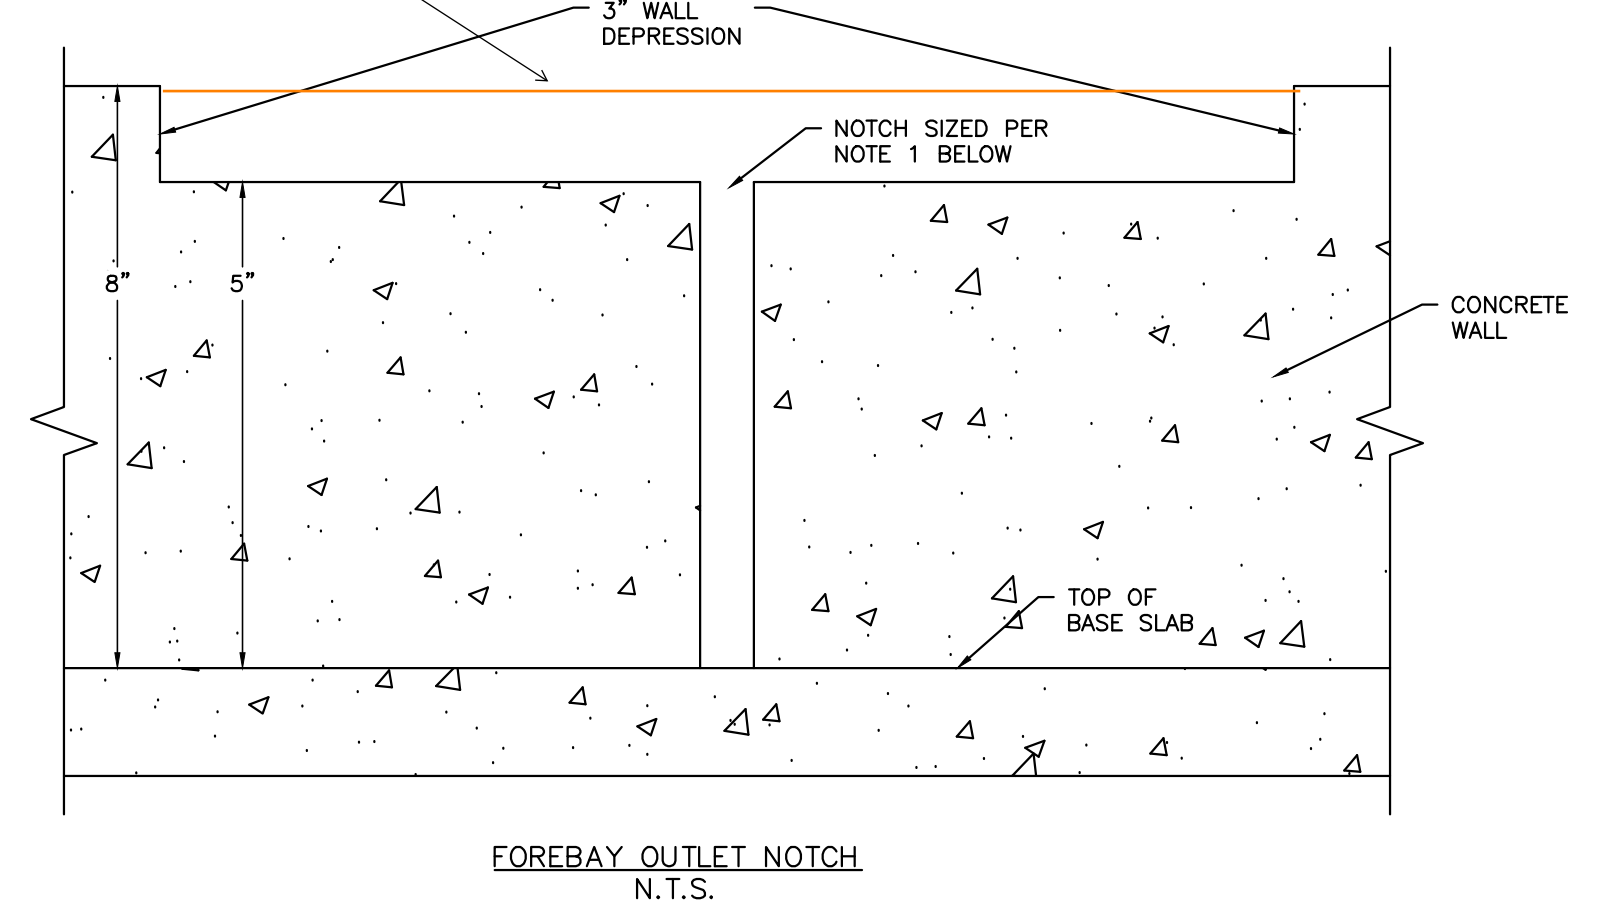 3” WALL
DEPRESSION
NOTCH SIZED PER
NOTE 1 BELOW
8”
5”
CONCRETE
WALL
TOP OF
BASE SLAB
FOREBAY OUTLET NOTCH
N.T.S.